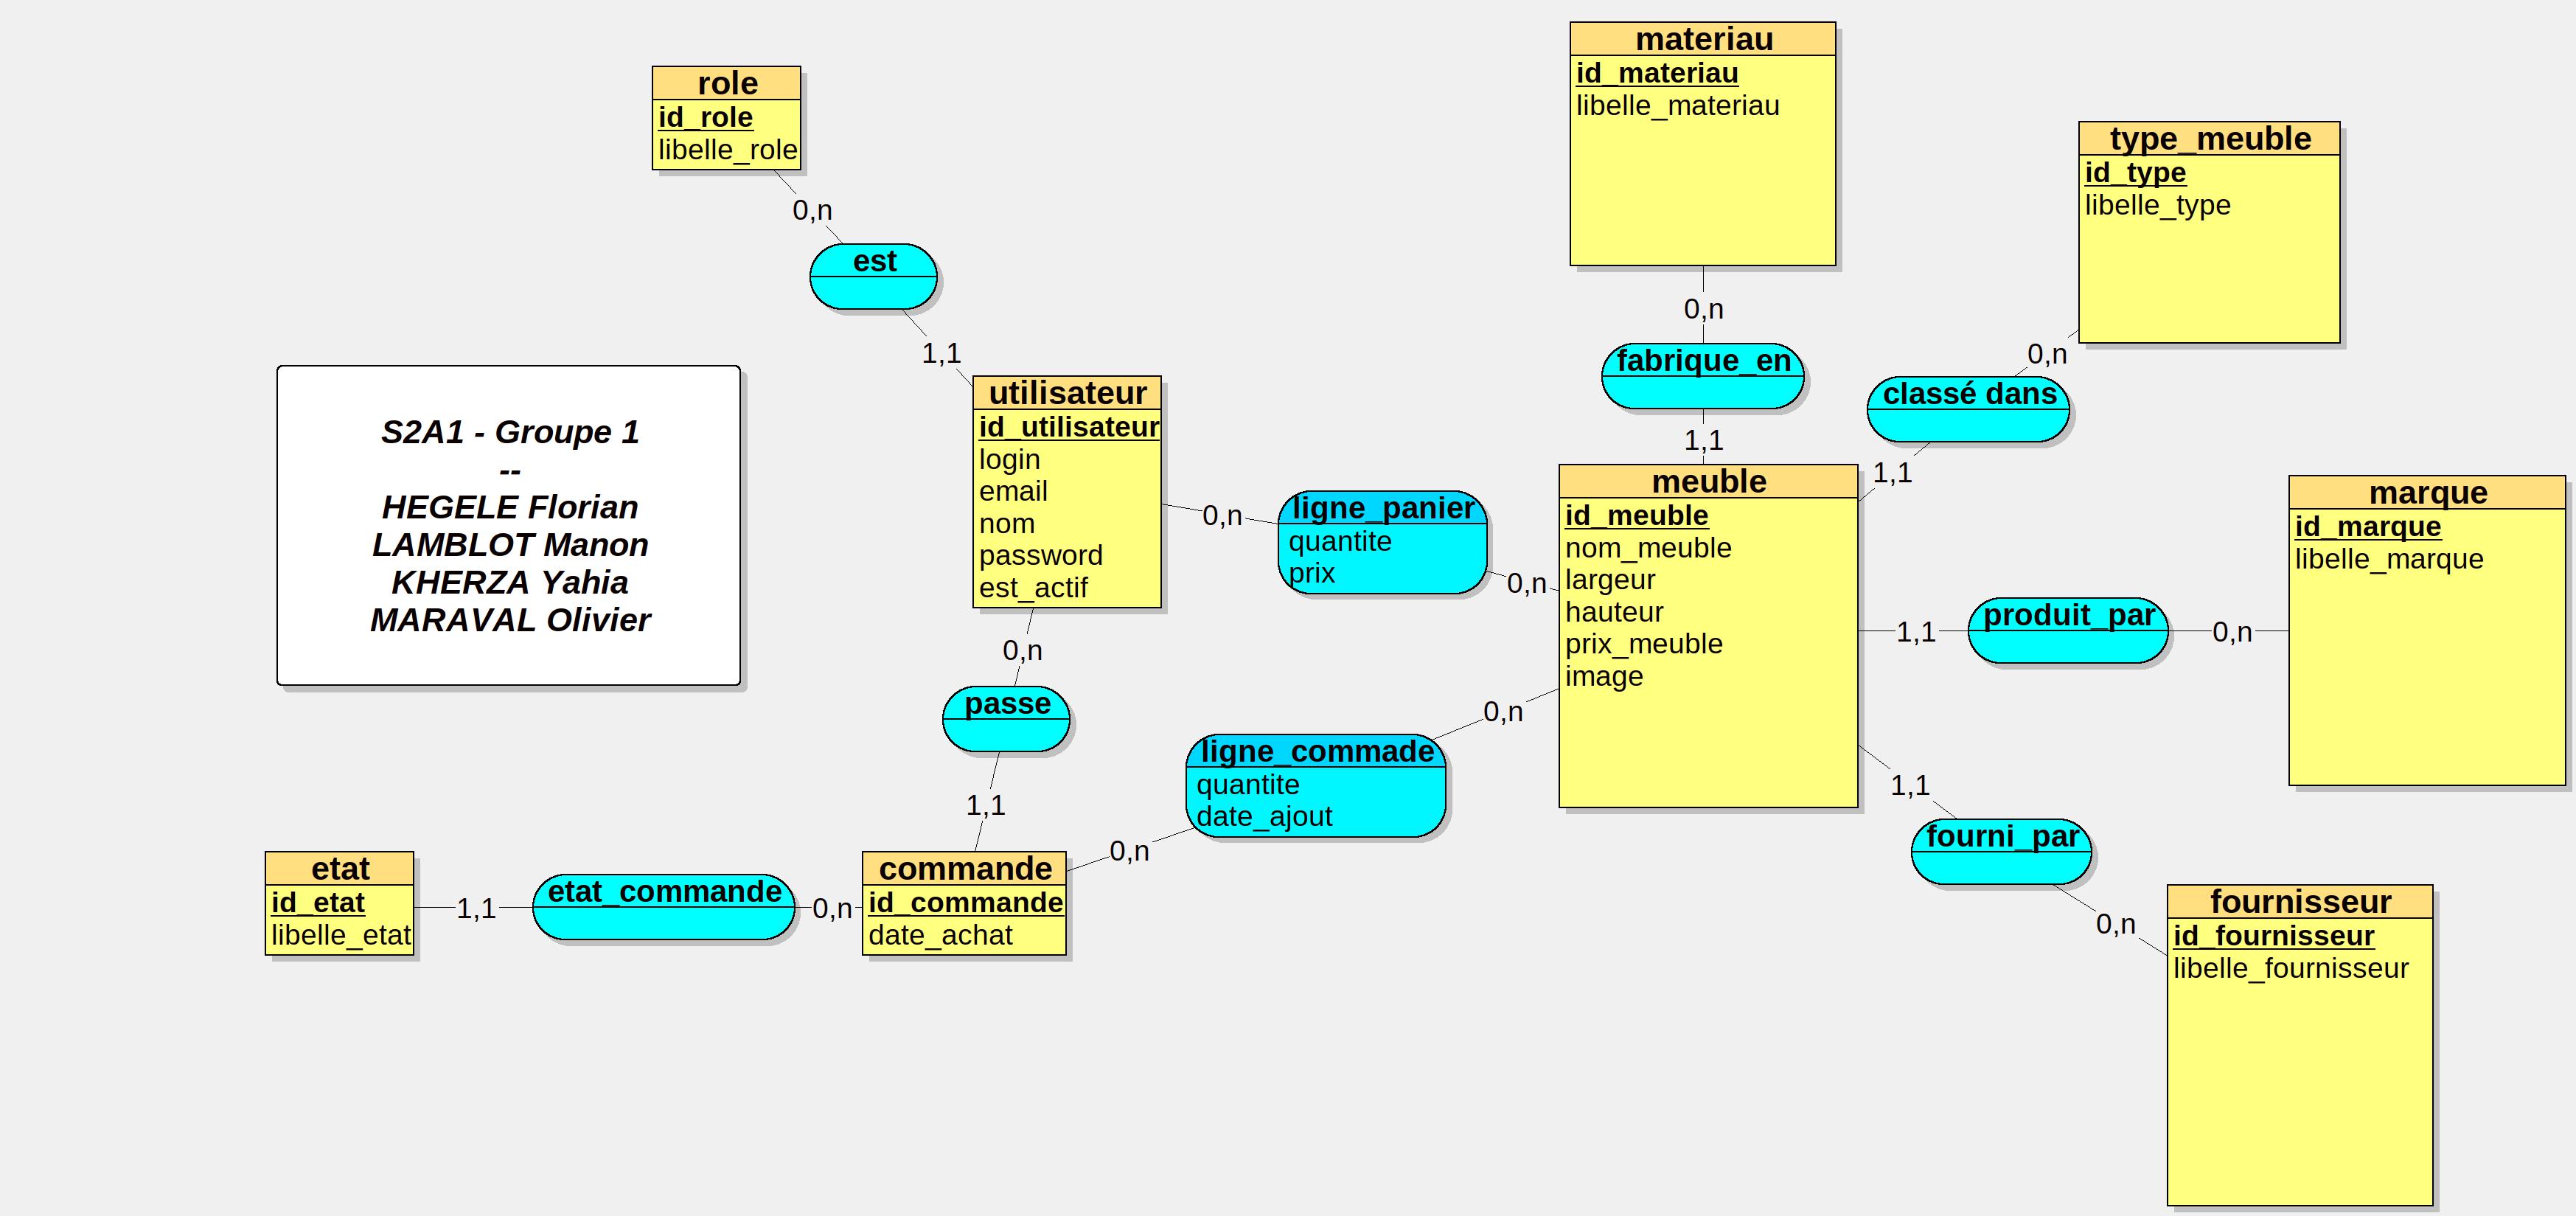 materiau
id_materiau
libelle_materiau
role
id_role
libelle_role
type_meuble
id_type
libelle_type
0,n
est
1,1
0,n
fabrique_en
1,1
0,n
classé dans
1,1
S2A1 - Groupe 1
--
HEGELE Florian
LAMBLOT Manon
KHERZA Yahia
MARAVAL Olivier
utilisateur
id_utilisateur
login
email
nom
password
est_actif
0,n
ligne_panier
quantite
prix
0,n
meuble
id_meuble
nom_meuble
largeur
hauteur
prix_meuble
image
marque
id_marque
libelle_marque
1,1
produit_par
0,n
0,n
passe
1,1
0,n
ligne_commade
quantite
date_ajout
0,n
1,1
fourni_par
0,n
etat
id_etat
libelle_etat
1,1
etat_commande
0,n
commande
id_commande
date_achat
fournisseur
id_fournisseur
libelle_fournisseur